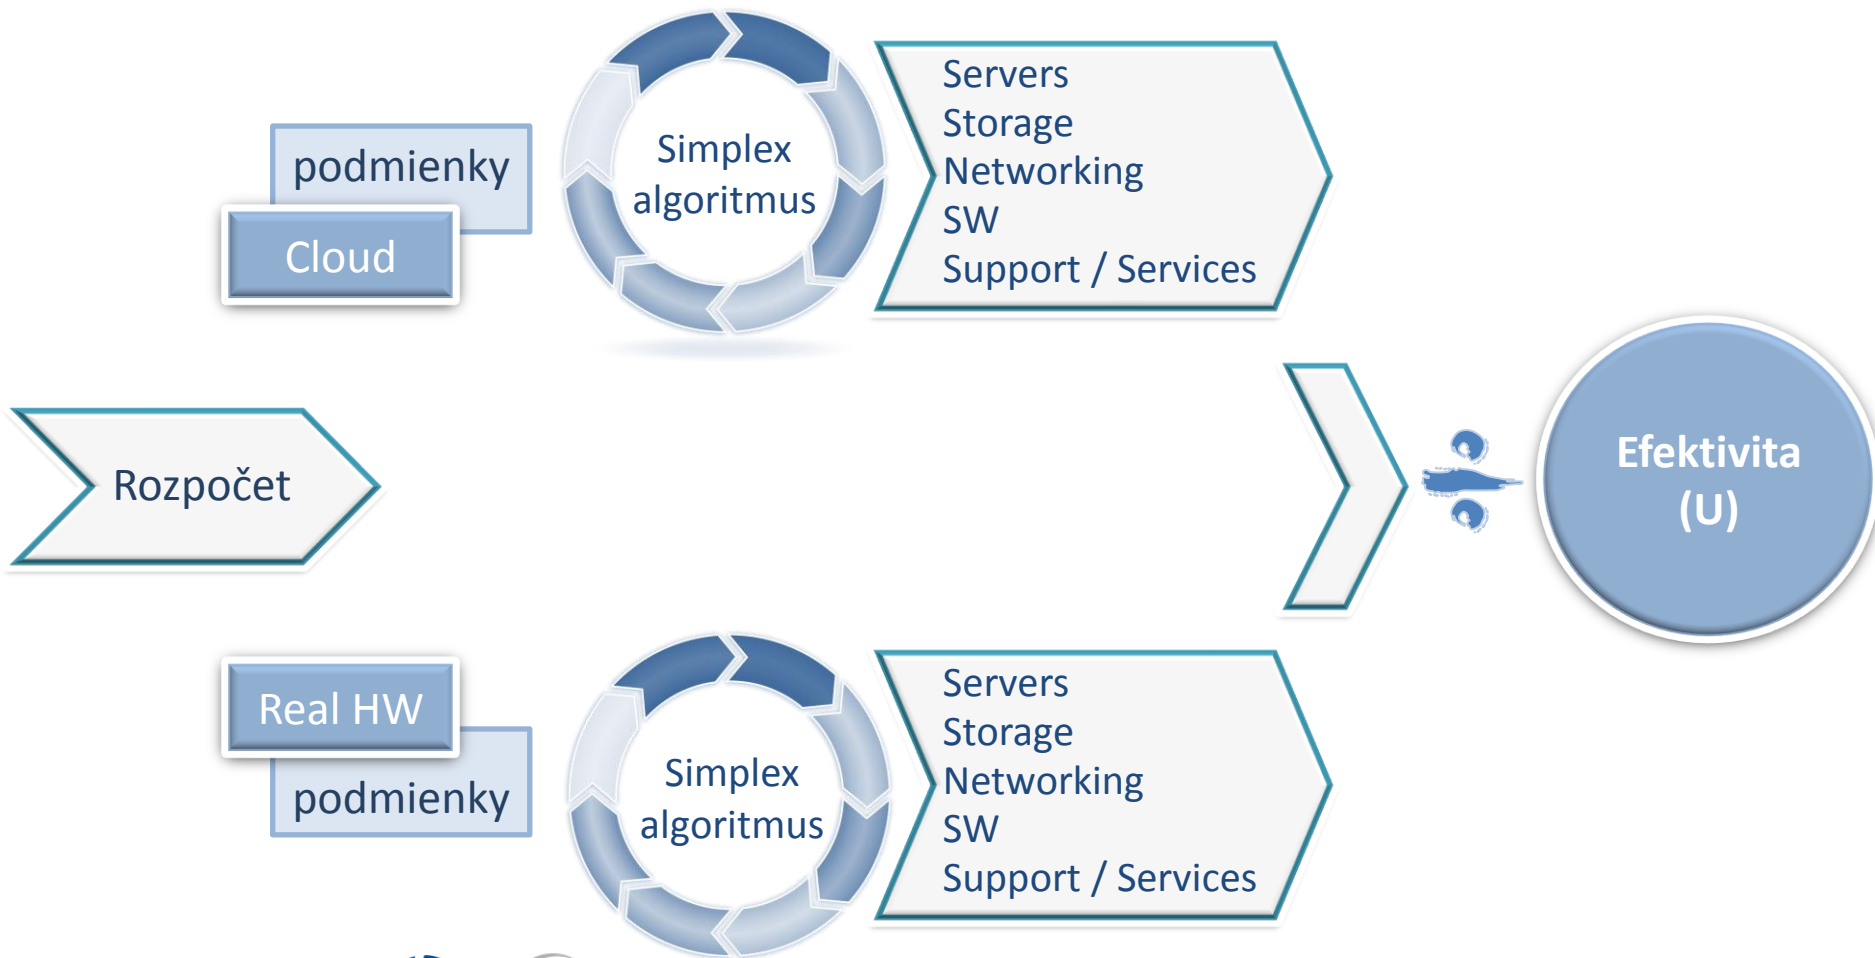 podmienky
Cloud
Simplex
algoritmus
Servers
Storage
Networking
SW
Support / Services
Rozpočet
Efektivita
(U)
Real HW
podmienky
Simplex
algoritmus
Servers
Storage
Networking
SW
Support / Services